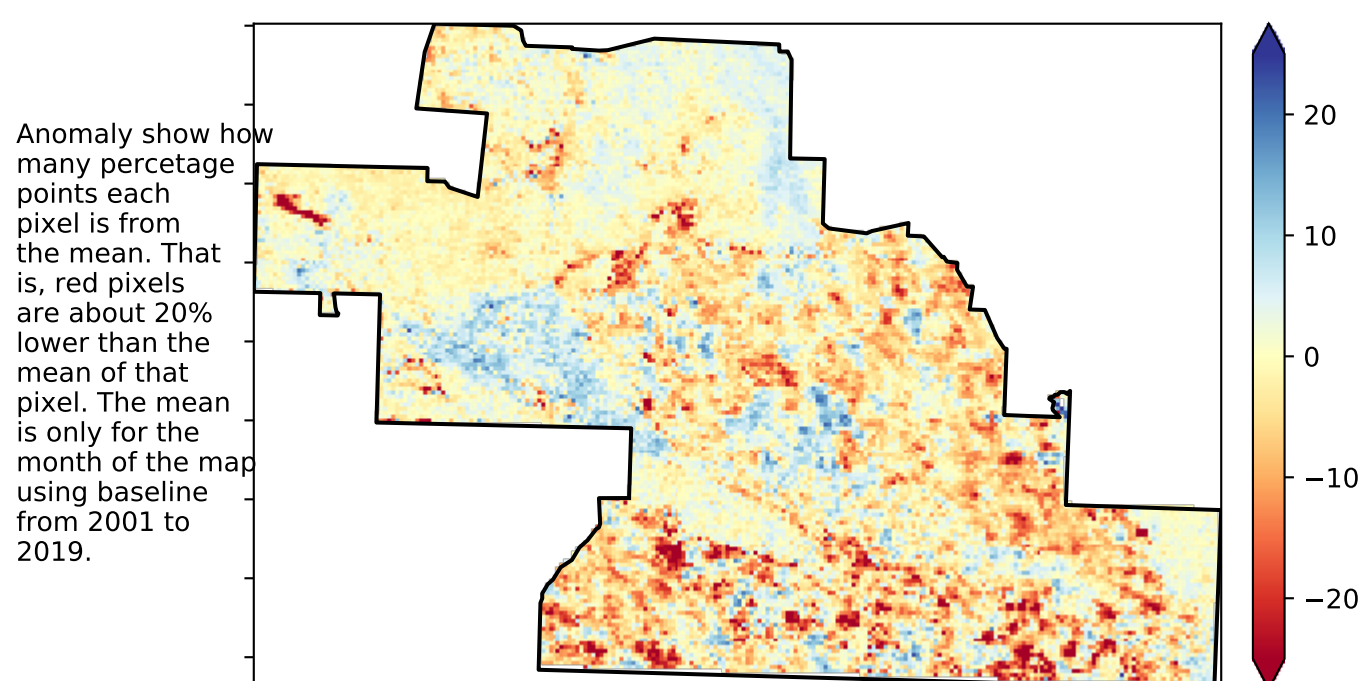 Anomaly show how
many percetage
points each
pixel is from
the mean. That
is, red pixels
are about 20%
lower than the
mean of that
pixel. The mean
is only for the
month of the map
using baseline
from 2001 to
2019.
20
10
0
−10
−20